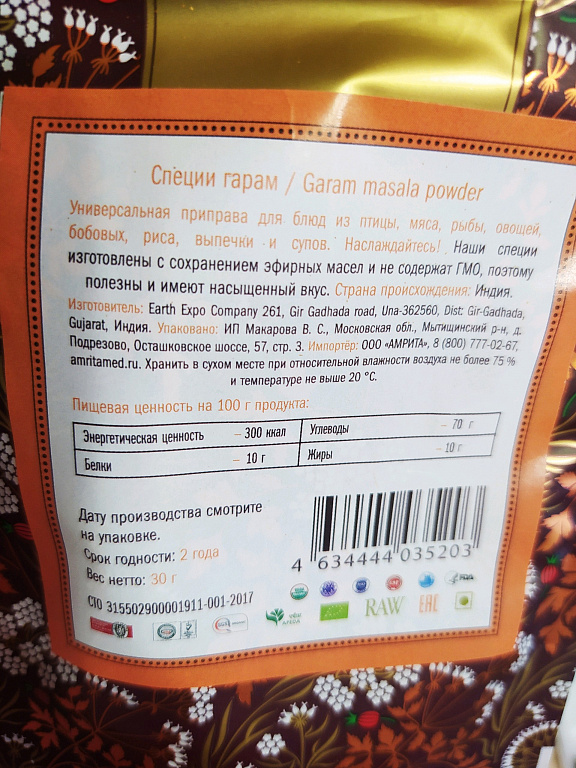 Специи гарам / Garam masala powder
Универсальная приправа для блюд из птицы, мяса, рыбы, овощей,
бобовых, риса, выпечки и супов. Наслаждайтесь! Наши специи
изготовлены с сохранением эфирных масел и не содержат ГМО, поэтому
полезны и имеют насыщенный вкус. Страна происхождения: Индия.
Изготовитель: Earth Expo Company 261, Gir Gadhada road, Una-362560, Dist: Gir-Gadhada,
Gujarat, Индия. Упаковано: ИП Макарова В. С., Московская обл., Мытищинский р-н, д.
Подрезово, Осташковское шоссе, 57, стр. 3. Импортёр: ООО «АМРИТА», 8 (800) 777-02-67,
amritamed.ru. Хранить в сухом месте при относительной влажности воздуха не более 75 %
и температуре не выше 20 °С.
Пищевая ценность на 100 г продукта:
Энергетическая ценность – 300 ккал Углеводы – 70 г
Белки – 10 г Жиры – 10 г
Дату производства смотрите
на упаковке.
Срок годности: 2 года
Вес нетто: 30 г
СТО 315502900001911-001-2017
4 634444 035203
RAW EAC